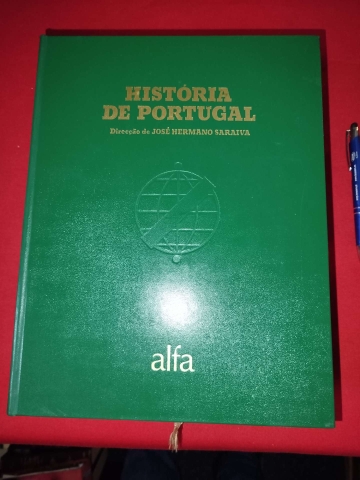 HISTÓRIA
DE PORTUGAL
Direcção de JOSÉ HERMANO SARAIVA
alfa